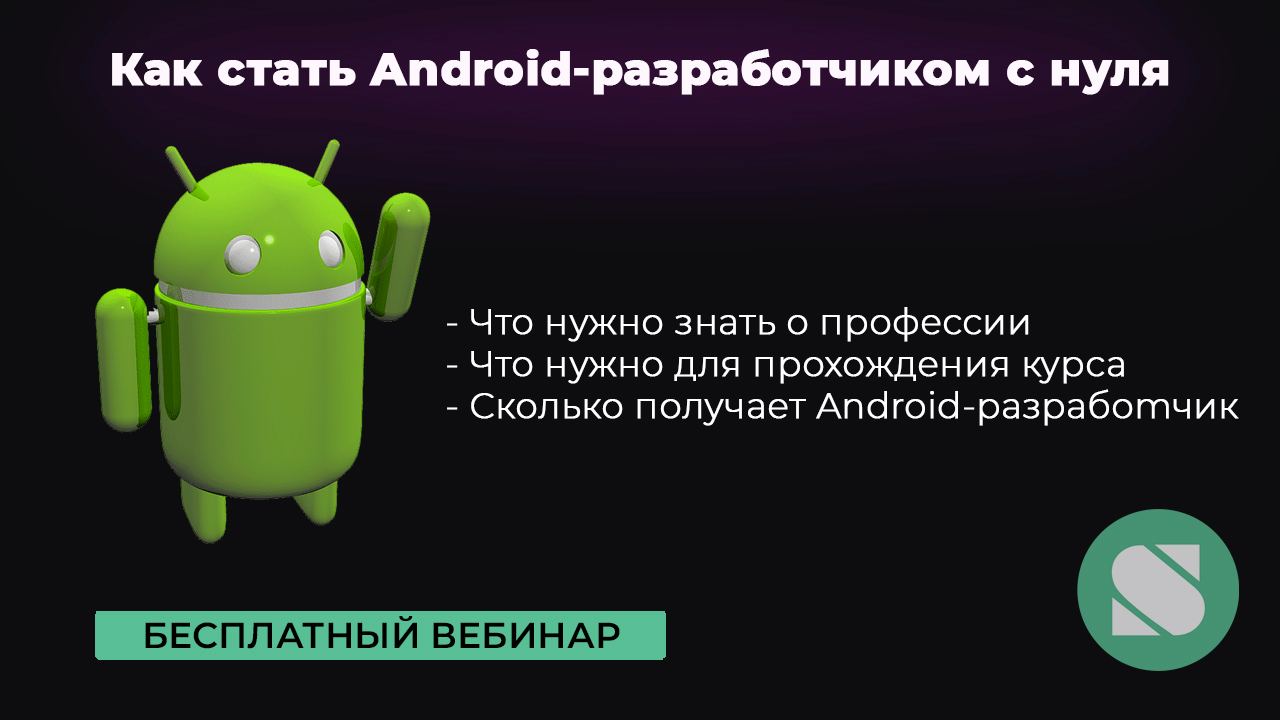 Как стать Android-разработчиком с нуля
- Что нужно знать о профессии
- Что нужно для прохождения курса
- Сколько получает Android-разработчик
БЕСПЛАТНЫЙ ВЕБИНАР
S